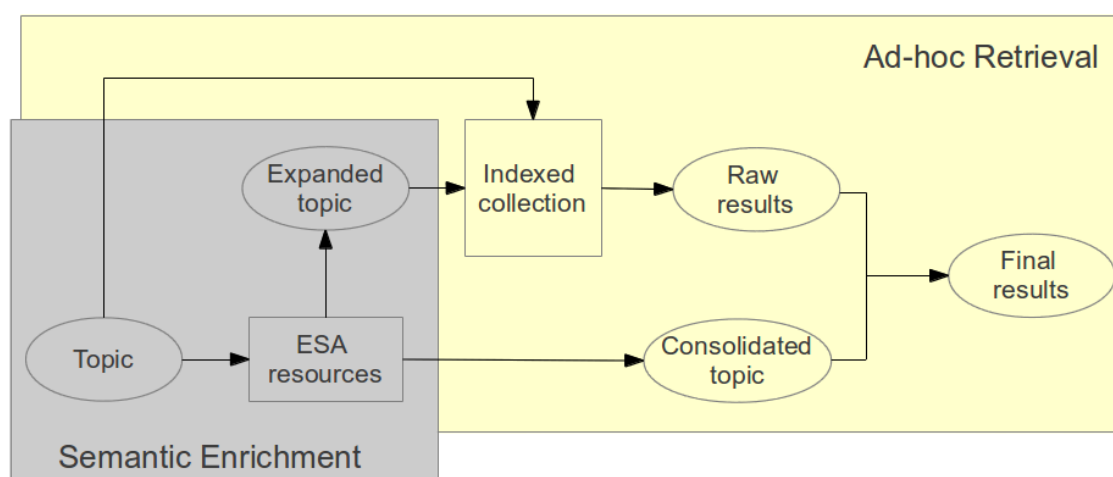 Ad-hoc Retrieval
Expanded
topic
Indexed
collection
Raw
results
Final
results
Topic
ESA
resources
Consolidated
topic
Semantic Enrichment